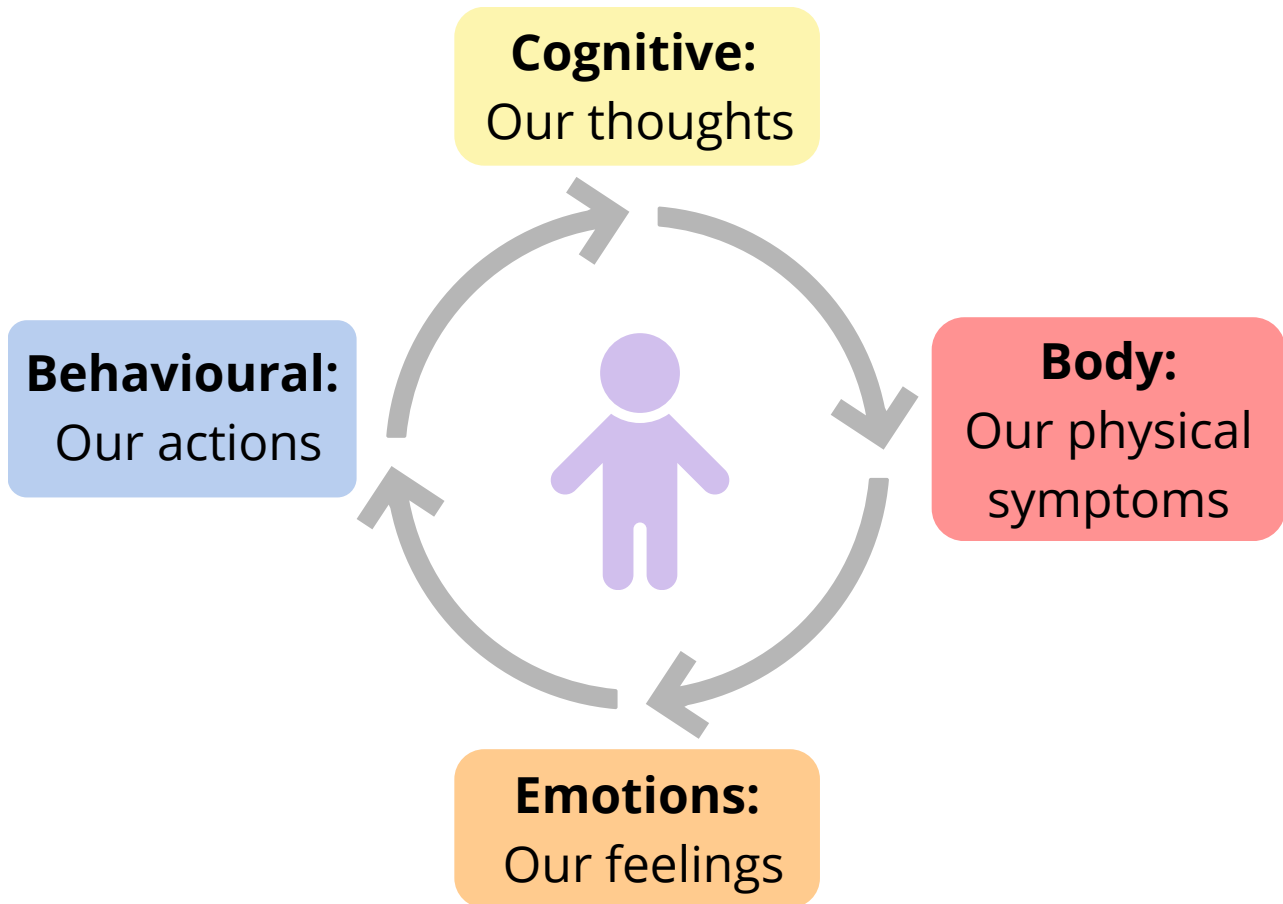 Cognitive:
Our thoughts
Behavioural:
Our actions
Body:
Our physical
symptoms
Emotions:
Our feelings